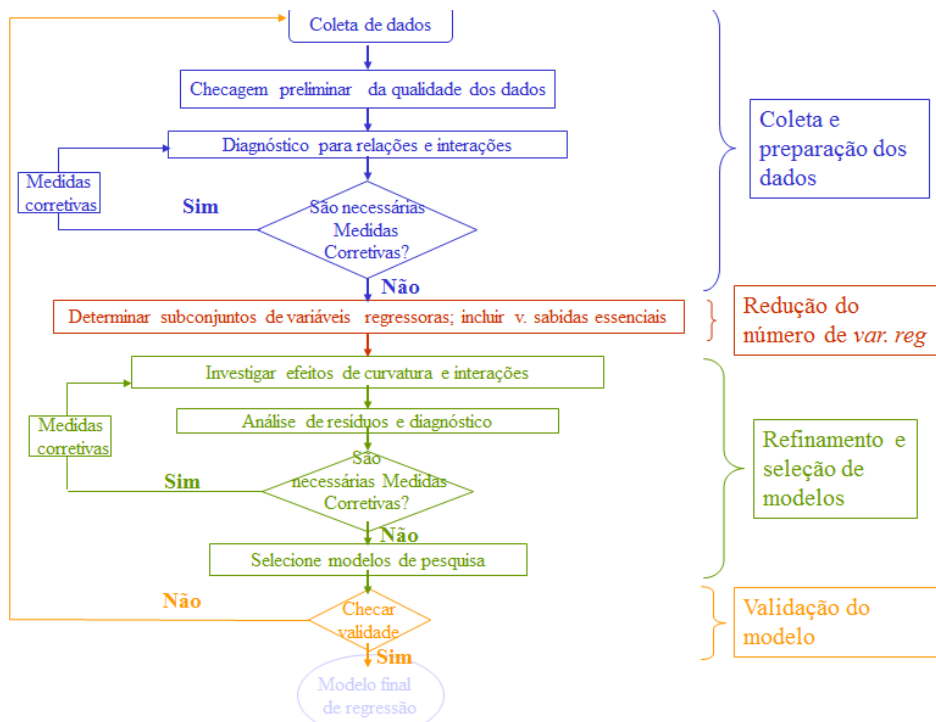 Coleta de dados
Checagem preliminar da qualidade dos dados
Diagnóstico para relações e interações
Medidas
corretivas
Sim
São necessárias
Medidas
Corretivas?
Não
Coleta e
preparação dos
dados
Determinar subconjuntos de variáveis regressoras; incluir v. sabidas essenciais
Redução do
número de var. reg
Investigar efeitos de curvatura e interações
Análise de resíduos e diagnóstico
Medidas
corretivas
Sim
São
necessárias Medidas
Corretivas?
Não
Selecione modelos de pesquisa
Refinamento e
seleção de
modelos
Não
Checar
validade
Sim
Validação do
modelo
Modelo final
de regressão